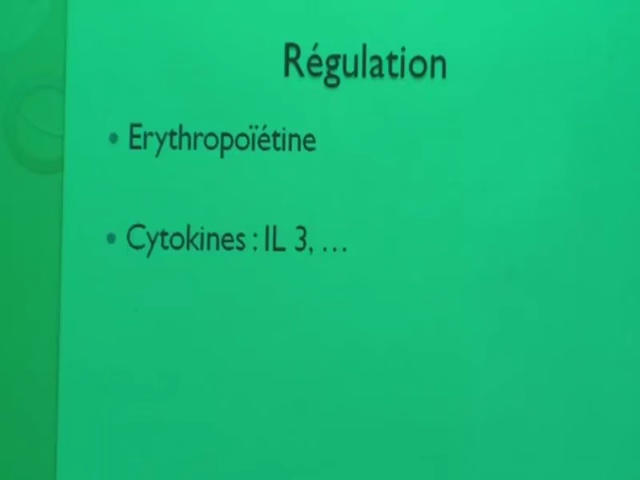 Régulation
• Erythropoïétine
• Cytokines : IL 3, …